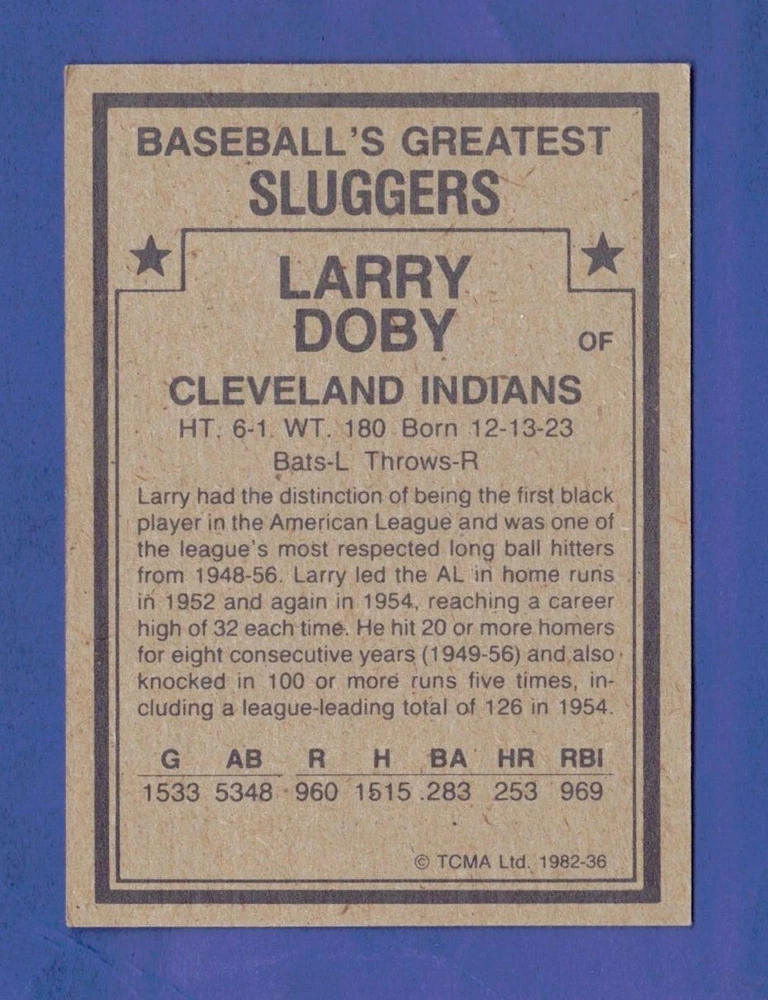 BASEBALL'S GREATEST
SLUGGERS
LARRY
DOBY
OF
CLEVELAND INDIANS
HT. 6-1 WT. 180 Born 12-13-23
Bats-L Throws-R
Larry had the distinction of being the first black
player in the American League and was one of
the league's most respected long ball hitters
from 1948-56. Larry led the AL in home runs
in 1952 and again in 1954, reaching a career
high of 32 each time. He hit 20 or more homers
for eight consecutive years (1949-56) and also
knocked in 100 or more runs five times, in-
cluding a league-leading total of 126 in 1954.
G AB R H BA HR RBI
1533 5348 960 1515 .283 253 969
© TCMA Ltd. 1982-36